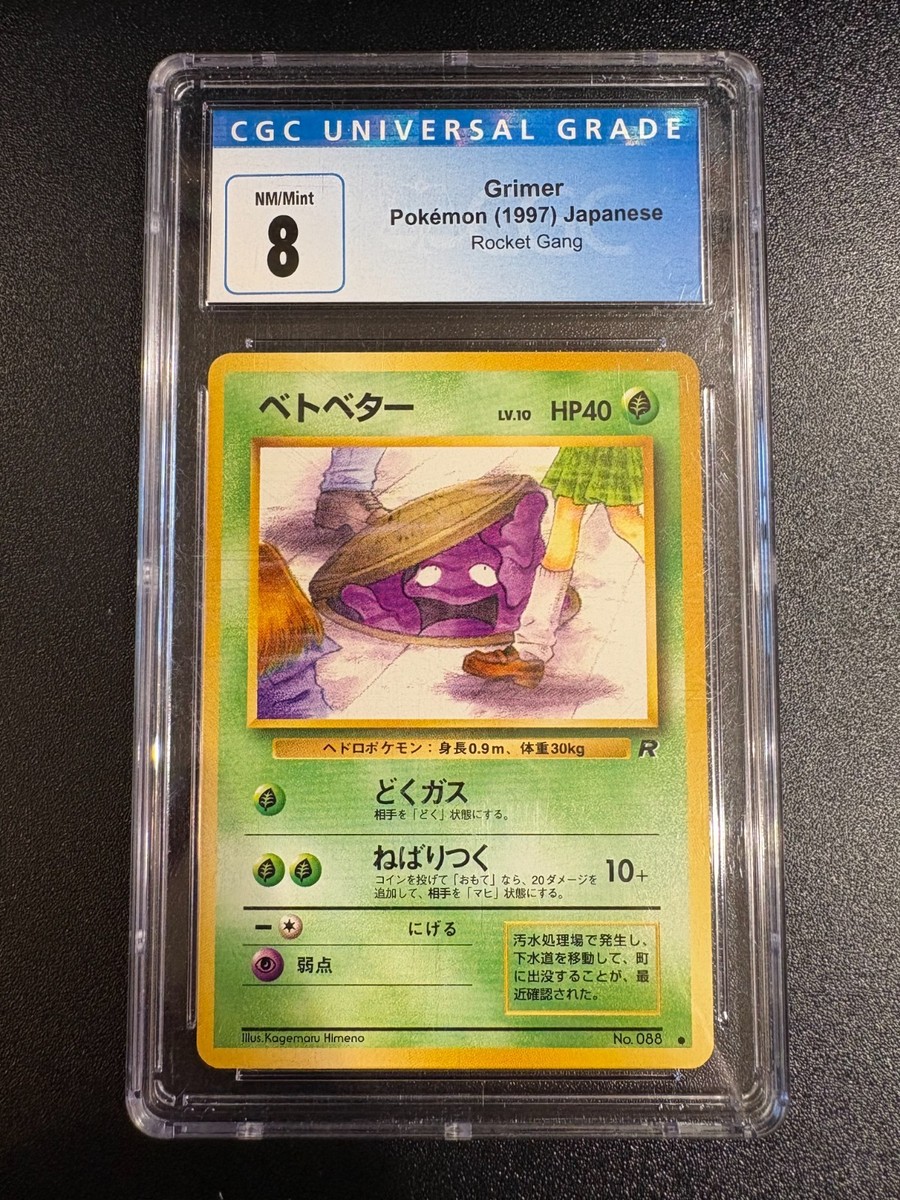 CGC UNIVERSAL GRADE
NM/Mint
8
Grimer
Pokémon (1997) Japanese
Rocket Gang
ベトベター LV.10 HP40
ヘドロポケモン：身長0.9m、体重30kg R
どくガス
相手を「どく」状態にする。
ねばりつく 10+
コインを投げて「おもて」なら、20ダメージを
追加して、相手を「マヒ」状態にする。
にげる
弱点
汚水処理場で発生し、
下水道を移動して、町
に出没することが、最
近確認された。
Illus.Kagemaru Himeno No. 088 ●